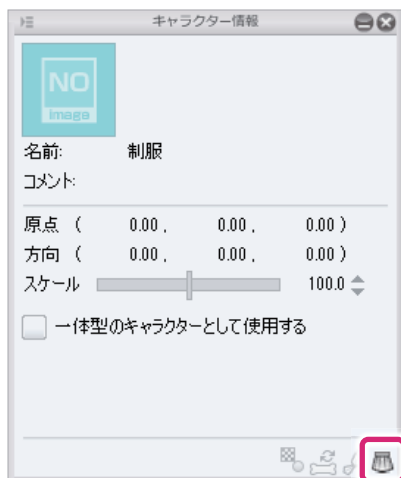 キャラクター情報
NO
image
名前: 制服
コメント:
原点 ( 0.00 , 0.00 , 0.00 )
方向 ( 0.00 , 0.00 , 0.00 )
スケール 100.0
一体型のキャラクターとして使用する